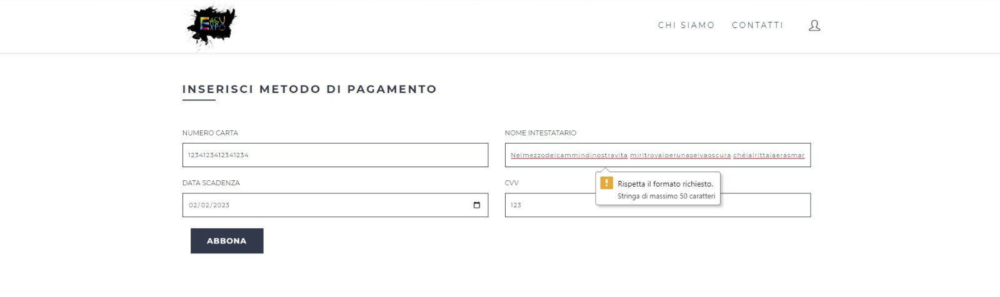 EASY
EXPO
CHI SIAMO
CONTATTI
INSERISCI METODO DI PAGAMENTO
NUMERO CARTA
NOME INTESTATARIO
1234123412341234
Nelmezzodelcammindinostravita miritrovaiperunaselvaoscura chélairittaiaerasmar
DATA SCADENZA
CVV
Rispetta il formato richiesto.
Stringa di massimo 50 caratteri
02/02/2023
123
ABBONA